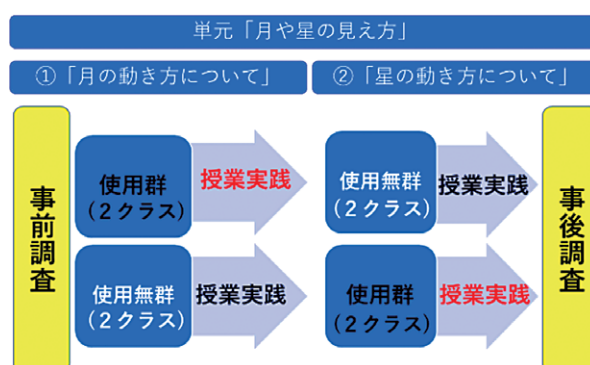 単元「月や星の見え方」
①「月の動き方について」
②「星の動き方について」
事前調査
使用群
(２クラス)
授業実践
使用無群
(２クラス)
授業実践
使用無群
(２クラス)
授業実践
使用群
(２クラス)
授業実践
事後調査